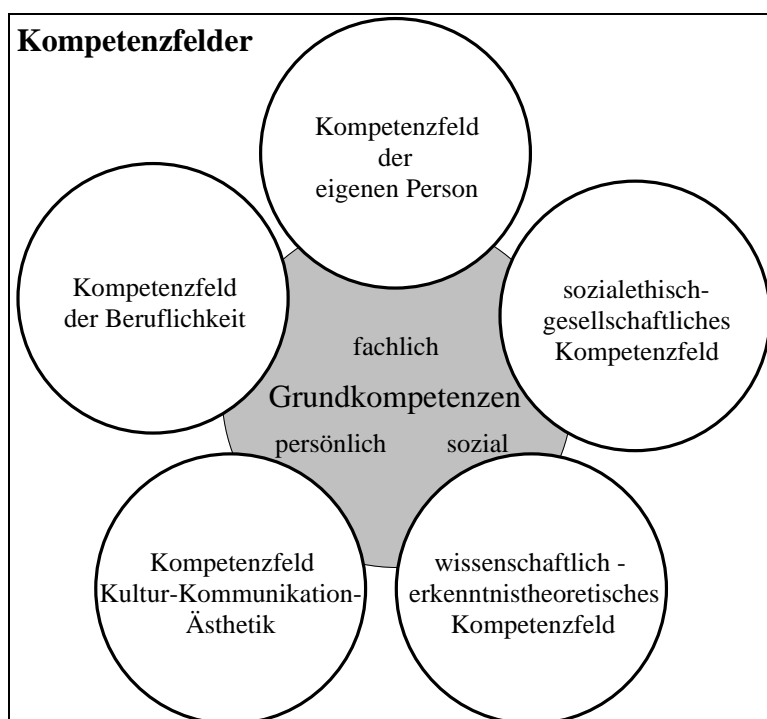 Kompetenzfelder
Kompetenzfeld
der
eigenen Person
Kompetenzfeld
der Beruflichkeit
sozialethisch-
gesellschaftliches
Kompetenzfeld
fachlich
Grundkompetenzen
persönlich sozial
Kompetenzfeld
Kultur-Kommunikation-
Ästhetik
wissenschaftlich -
erkenntnistheoretisches
Kompetenzfeld